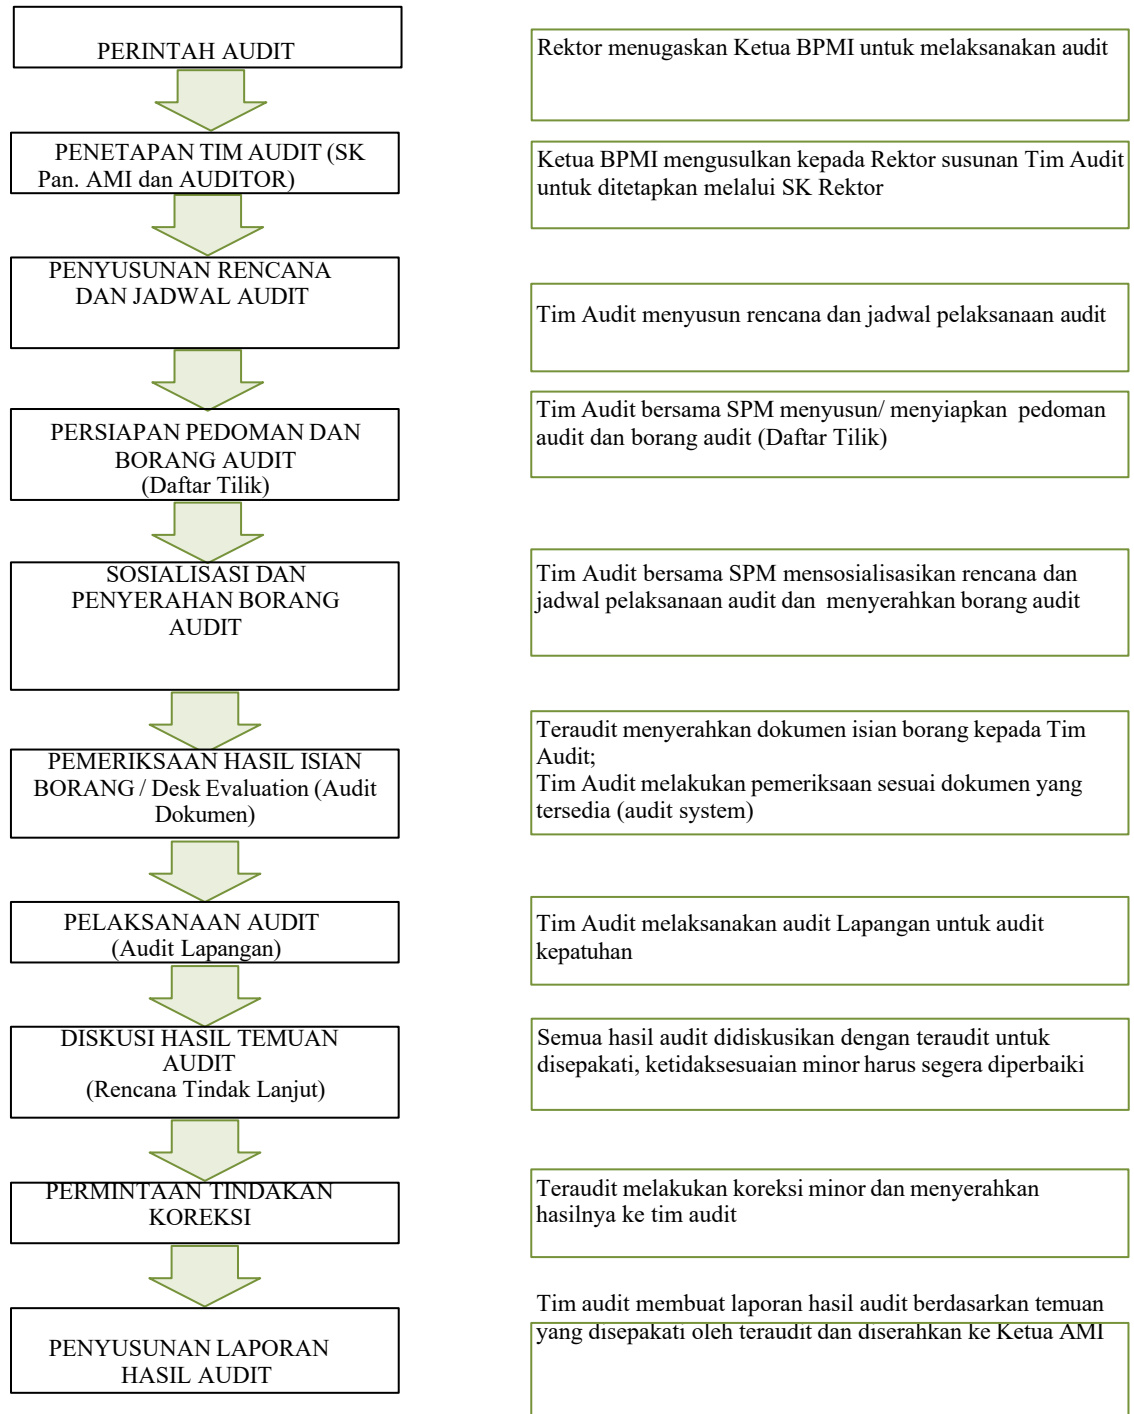 PERINTAH AUDIT
Rektor menugaskan Ketua BPMI untuk melaksanakan audit
PENETAPAN TIM AUDIT (SK
Pan. AMI dan AUDITOR)
Ketua BPMI mengusulkan kepada Rektor susunan Tim Audit
untuk ditetapkan melalui SK Rektor
PENYUSUNAN RENCANA
DAN JADWAL AUDIT
Tim Audit menyusun rencana dan jadwal pelaksanaan audit
PERSIAPAN PEDOMAN DAN
BORANG AUDIT
(Daftar Tilik)
Tim Audit bersama SPM menyusun/ menyiapkan pedoman
audit dan borang audit (Daftar Tilik)
SOSIALISASI DAN
PENYERAHAN BORANG
AUDIT
Tim Audit bersama SPM mensosialisasikan rencana dan
jadwal pelaksanaan audit dan menyerahkan borang audit
PEMERIKSAAN HASIL ISIAN
BORANG / Desk Evaluation (Audit
Dokumen)
Teraudit menyerahkan dokumen isian borang kepada Tim
Audit;
Tim Audit melakukan pemeriksaan sesuai dokumen yang
tersedia (audit system)
PELAKSANAAN AUDIT
(Audit Lapangan)
Tim Audit melaksanakan audit Lapangan untuk audit
kepatuhan
DISKUSI HASIL TEMUAN
AUDIT
(Rencana Tindak Lanjut)
Semua hasil audit didiskusikan dengan teraudit untuk
disepakati, ketidaksesuaian minor harus segera diperbaiki
PERMINTAAN TINDAKAN
KOREKSI
Teraudit melakukan koreksi minor dan menyerahkan
hasilnya ke tim audit
PENYUSUNAN LAPORAN
HASIL AUDIT
Tim audit membuat laporan hasil audit berdasarkan temuan
yang disepakati oleh teraudit dan diserahkan ke Ketua AMI